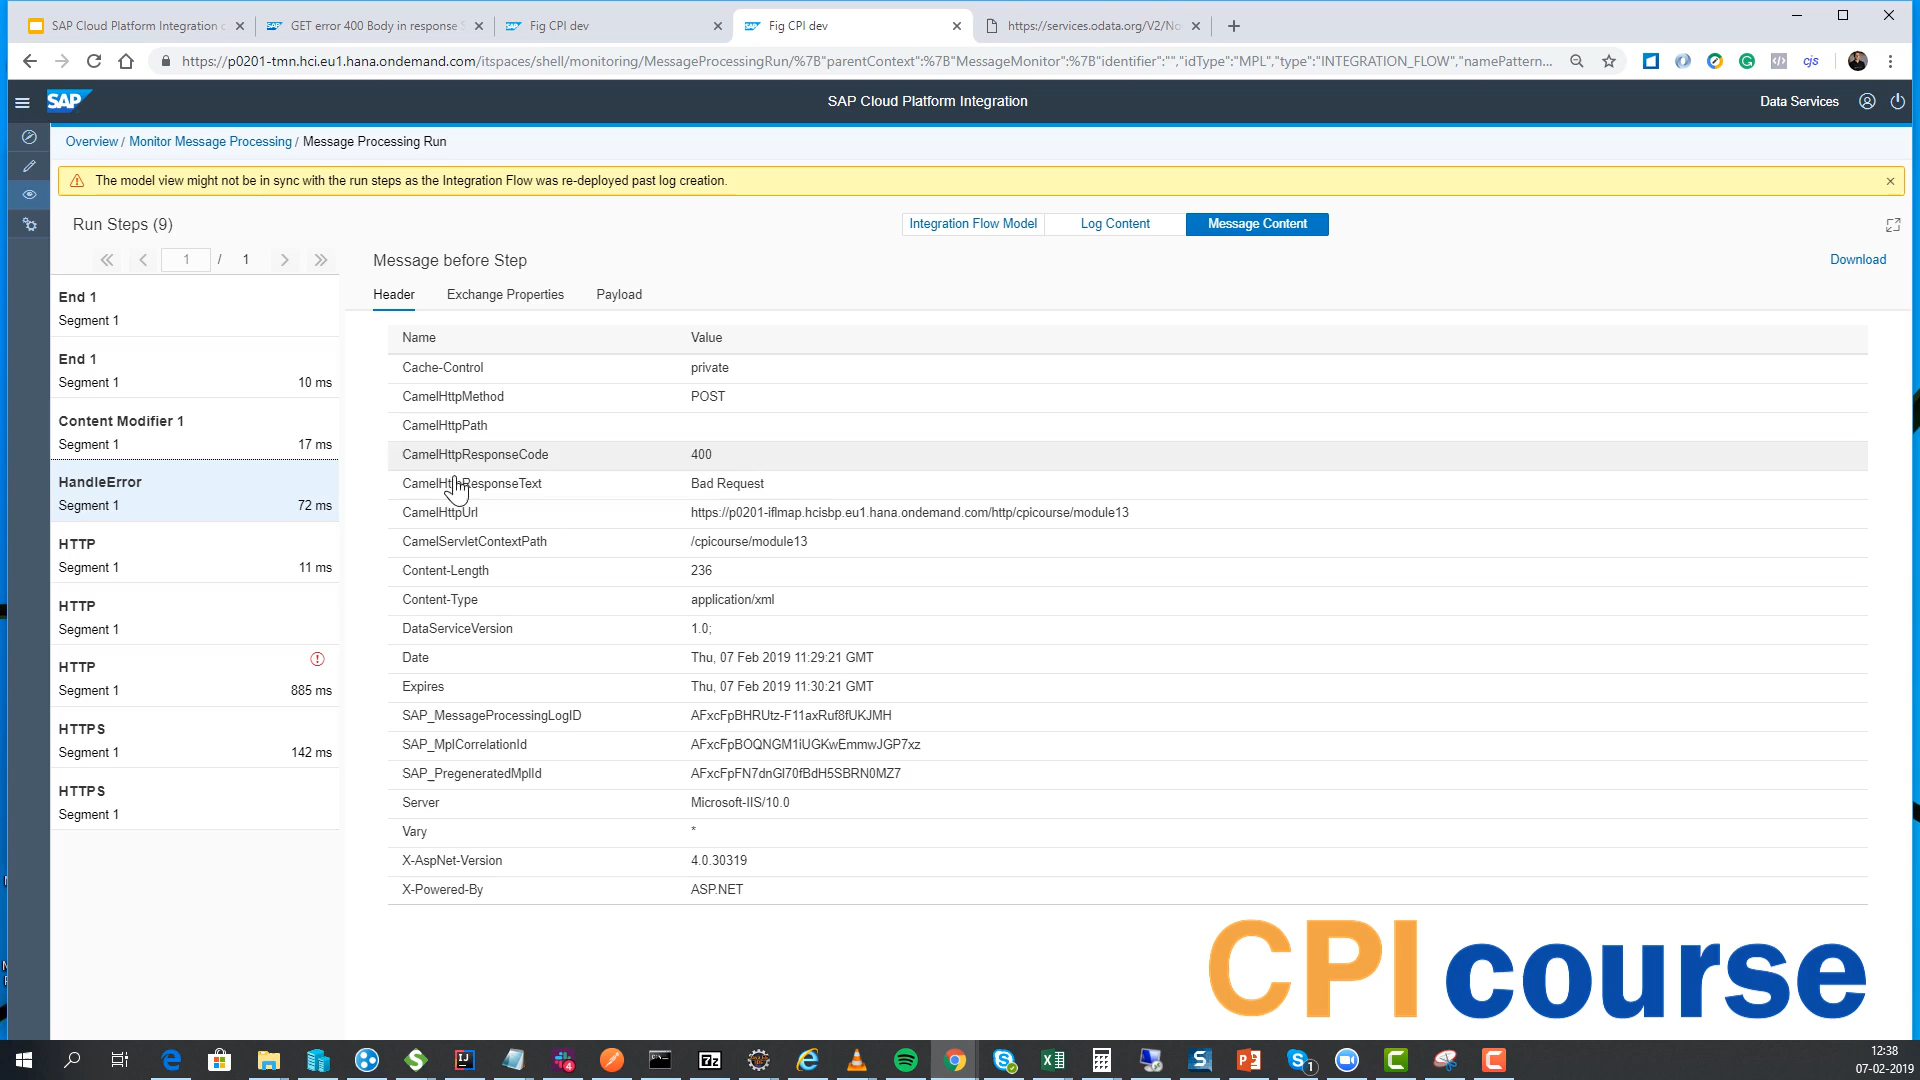 SAP Cloud Platform Integration
GET error 400 Body in response
Fig CPI dev
Fig CPI dev
https://services.odata.org/V2/No
https://p0201-tmn.hci.eu1.hana.ondemand.com/itspaces/shell/monitoring/MessageProcessingRun/%7B"parentContext":%7B"MessageMonitor":%7B"identifier":"","idType":"MPL","type":"INTEGRATION_FLOW","namePattern...
cjs
SAP
SAP Cloud Platform Integration
Data Services
Overview / Monitor Message Processing / Message Processing Run
The model view might not be in sync with the run steps as the Integration Flow was re-deployed past log creation.
Run Steps (9)
Integration Flow Model
Log Content
Message Content
1 / 1
Message before Step
Download
Header
Exchange Properties
Payload
End 1
Segment 1
End 1
Segment 1 10 ms
Content Modifier 1
Segment 1 17 ms
HandleError
Segment 1 72 ms
HTTP
Segment 1 11 ms
HTTP
Segment 1
HTTP
Segment 1 885 ms
HTTPS
Segment 1 142 ms
HTTPS
Segment 1
Name Value
Cache-Control private
CamelHttpMethod POST
CamelHttpPath
CamelHttpResponseCode 400
CamelHttpResponseText Bad Request
CamelHttpUrl https://p0201-iflmap.hcisbp.eu1.hana.ondemand.com/http/cpicourse/module13
CamelServletContextPath /cpicourse/module13
Content-Length 236
Content-Type application/xml
DataServiceVersion 1.0;
Date Thu, 07 Feb 2019 11:29:21 GMT
Expires Thu, 07 Feb 2019 11:30:21 GMT
SAP_MessageProcessingLogID AFxcFpBHRUtz-F11axRuf8fUKJMH
SAP_MplCorrelationId AFxcFpBOQNGM1iUGKwEmmwJGP7xz
SAP_PregeneratedMplId AFxcFpFN7dnGl70fBdH5SBRN0MZ7
Server Microsoft-IIS/10.0
Vary *
X-AspNet-Version 4.0.30319
X-Powered-By ASP.NET
CPI course
12:38
07-02-2019